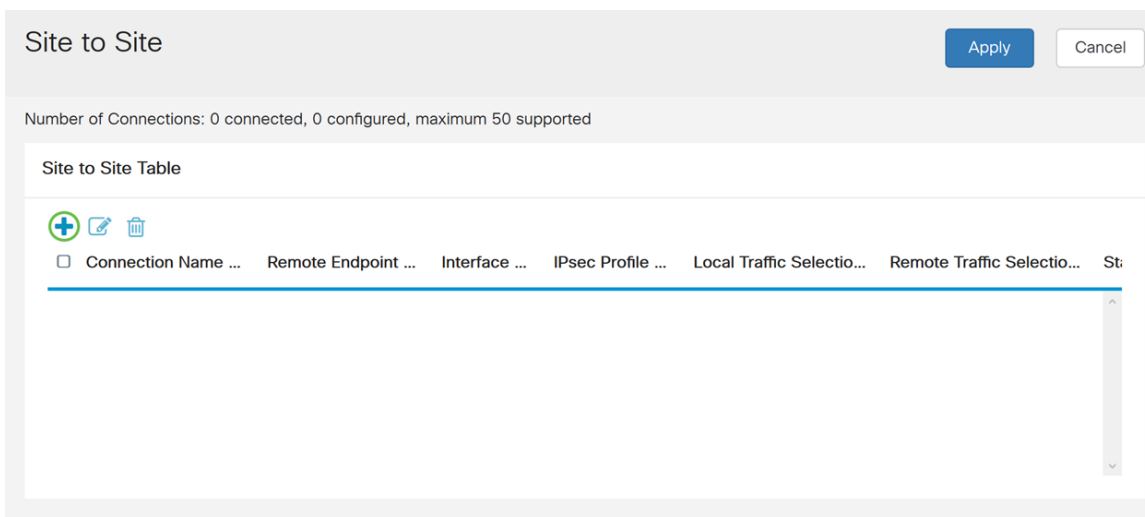 Site to Site
Apply
Cancel
Number of Connections: 0 connected, 0 configured, maximum 50 supported
Site to Site Table
Connection Name ... Remote Endpoint ... Interface ... IPsec Profile ... Local Traffic Selectio... Remote Traffic Selectio... Sta